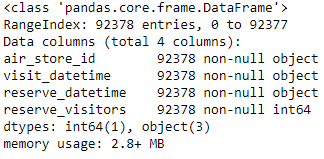 <class 'pandas.core.frame.DataFrame'>
RangeIndex: 92378 entries, 0 to 92377
Data columns (total 4 columns):
air_store_id        92378 non-null object
visit_datetime      92378 non-null object
reserve_datetime    92378 non-null object
reserve_visitors    92378 non-null int64
dtypes: int64(1), object(3)
memory usage: 2.8+ MB